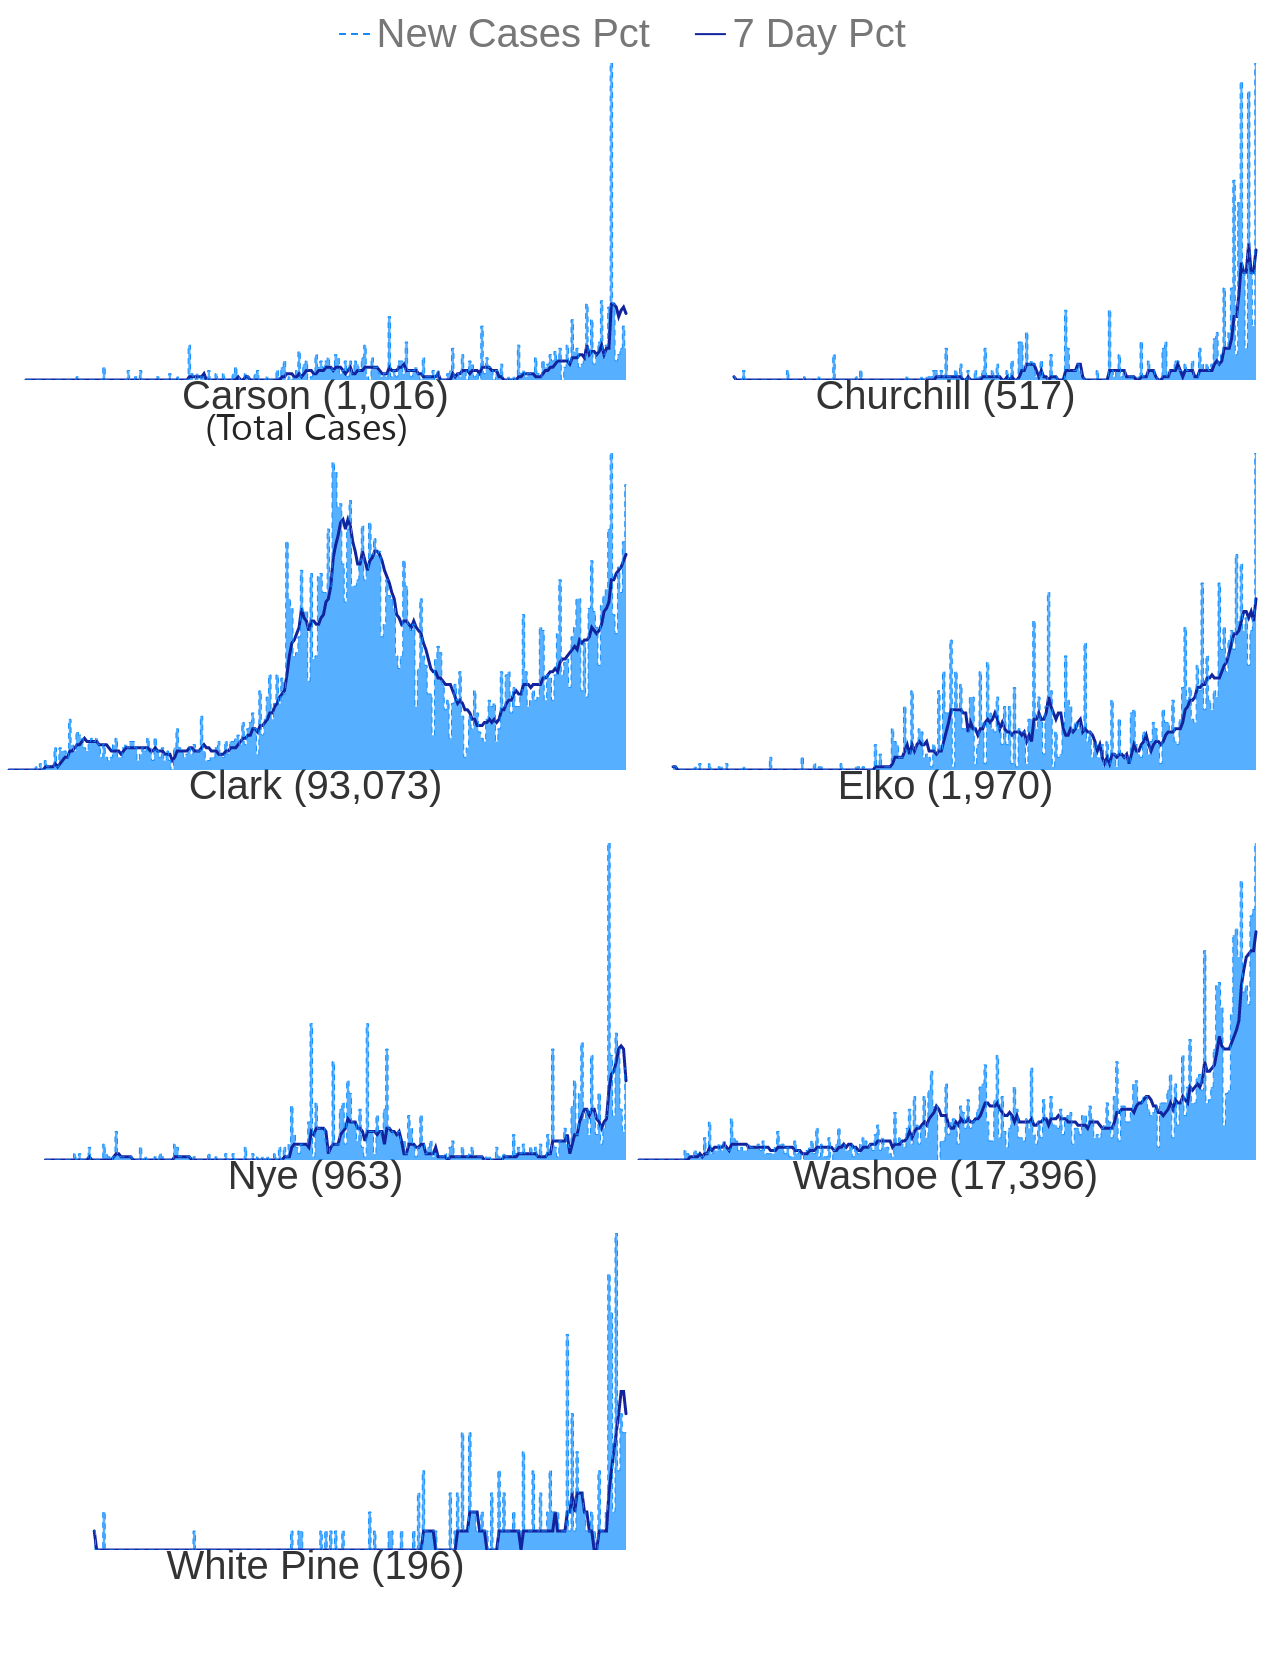 New Cases Pct 7 Day Pct
Carson (1,016) Churchill (517)
(Total Cases)
Clark (93,073) Elko (1,970)
Nye (963) Washoe (17,396)
White Pine (196)